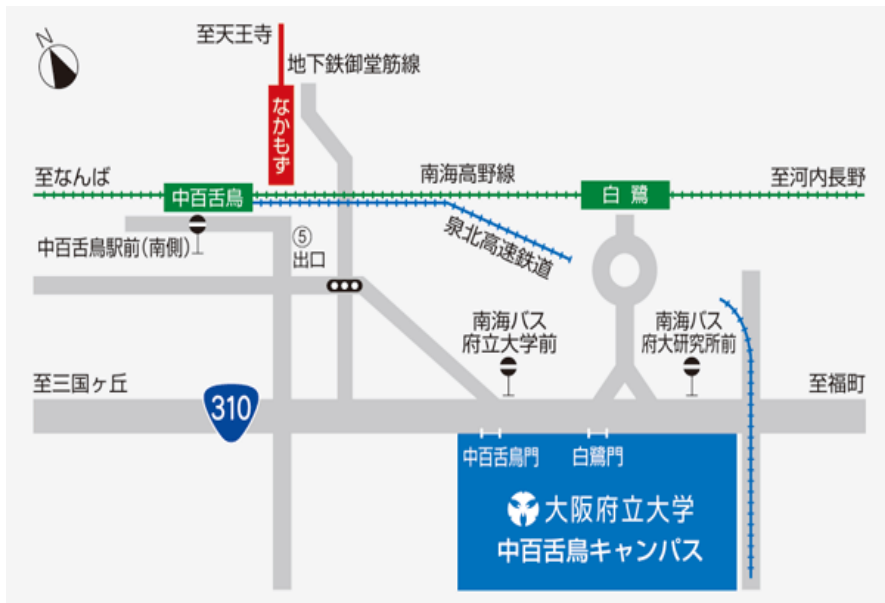 N
至天王寺
地下鉄御堂筋線
なかもず
至なんば
中百舌鳥
南海高野線
白鷺
至河内長野
中百舌鳥駅前(南側)
⑤
出口
泉北高速鉄道
南海バス
府立大学前
南海バス
府大研究所前
至三国ヶ丘
310
至福町
中百舌鳥門
白鷺門
大阪府立大学
中百舌鳥キャンパス